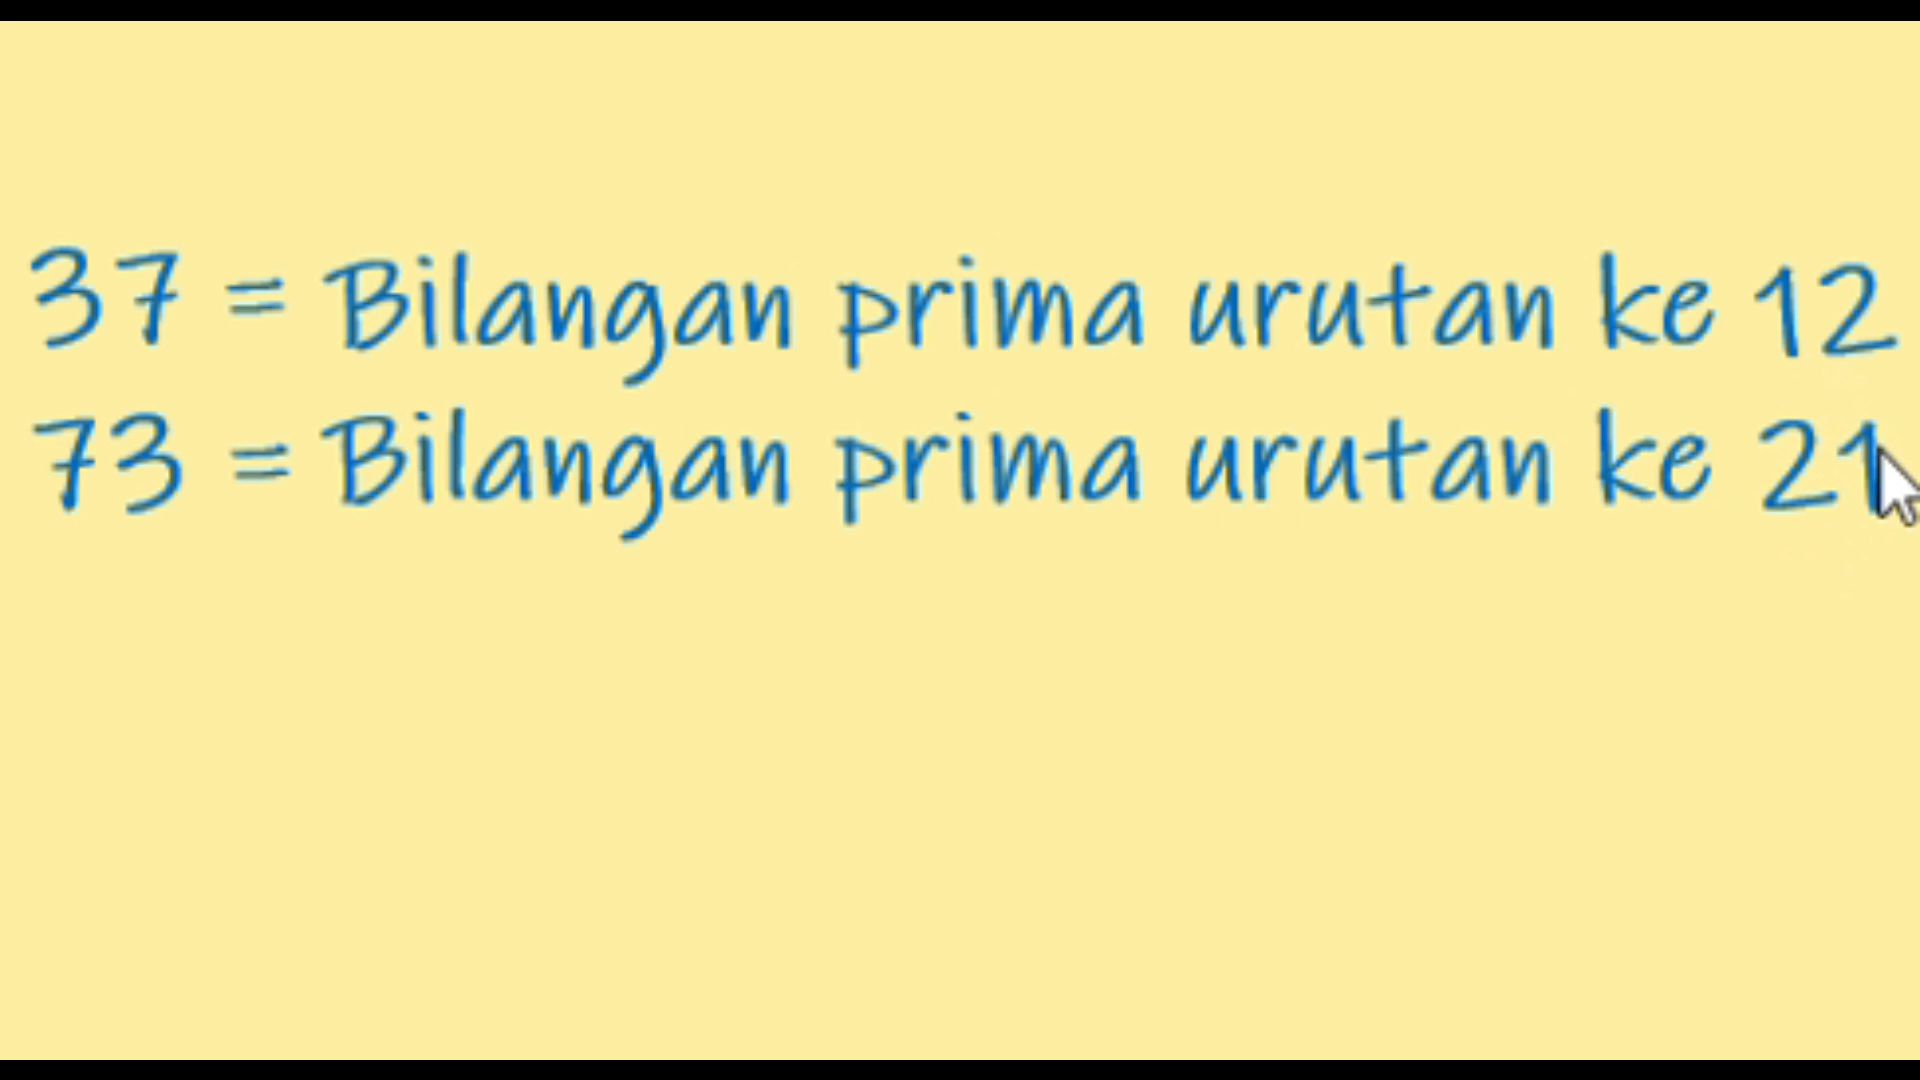 37 = Bilangan prima urutan ke 12
73 = Bilangan prima urutan ke 21